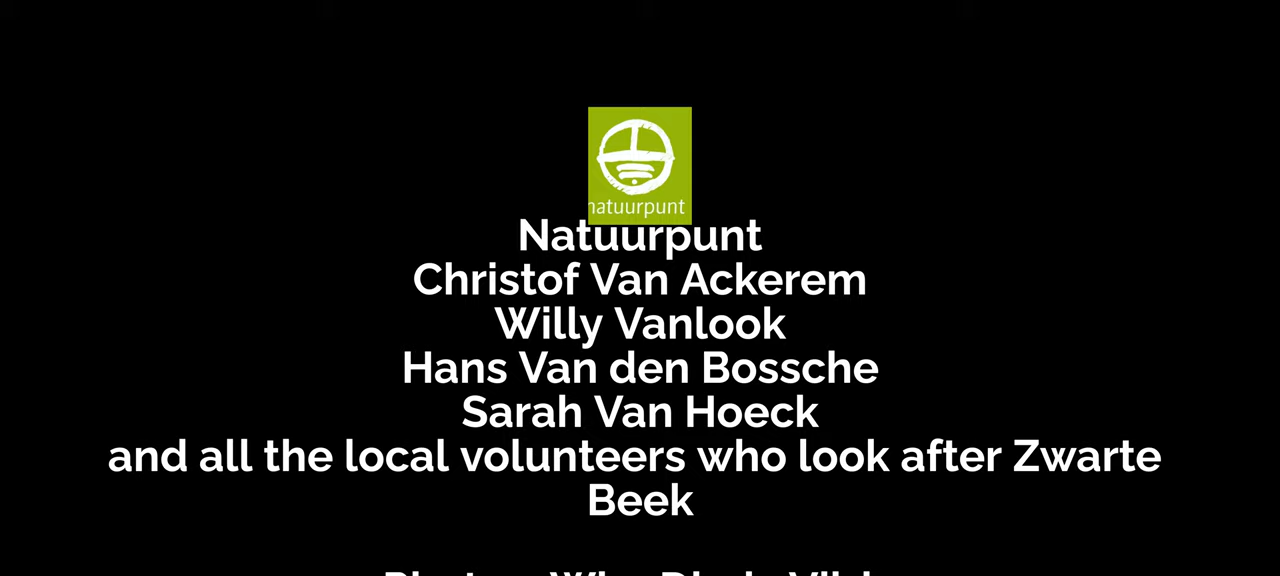 natuurpunt
Natuurpunt
Christof Van Ackerem
Willy Vanlook
Hans Van den Bossche
Sarah Van Hoeck
and all the local volunteers who look after Zwarte
Beek